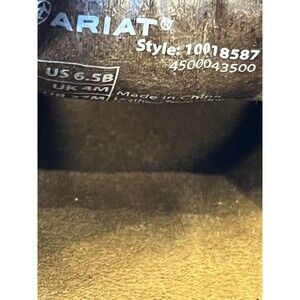 ARIAT®
Style: 10018587
4500043500
US 6.5B
UK 4M
Made in China